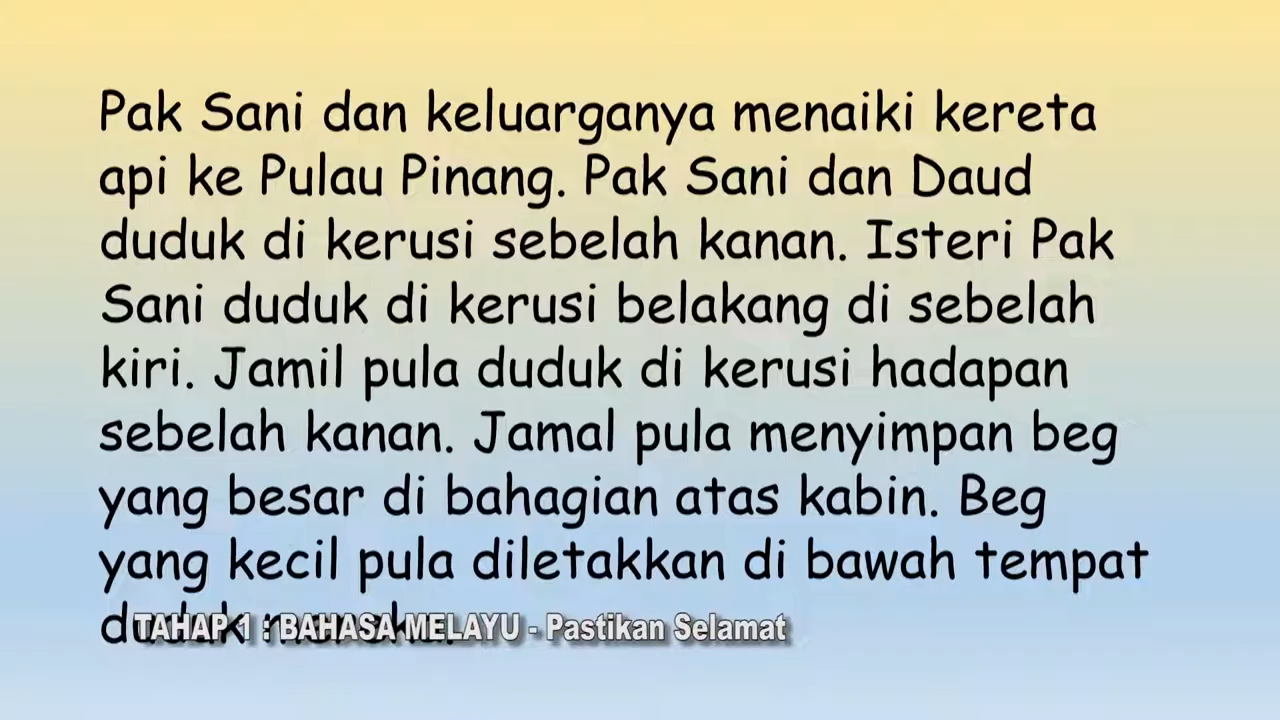 Pak Sani dan keluarganya menaiki kereta
api ke Pulau Pinang. Pak Sani dan Daud
duduk di kerusi sebelah kanan. Isteri Pak
Sani duduk di kerusi belakang di sebelah
kiri. Jamil pula duduk di kerusi hadapan
sebelah kanan. Jamal pula menyimpan beg
yang besar di bahagian atas kabin. Beg
yang kecil pula diletakkan di bawah tempat
duduk
TAHAP 1 : BAHASA MELAYU - Pastikan Selamat